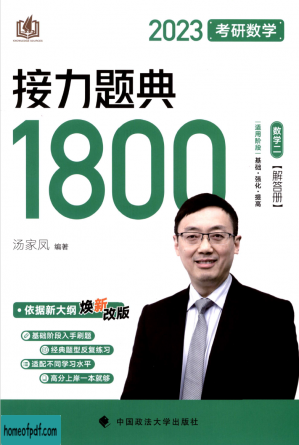 2023 考研数学
接力题典
1800
数学二
【解答册】
|适用阶段| 基础·强化·提高
汤家凤 编著
·依据新大纲 焕新改版
基础阶段入手刷题
经典题型反复练习
适配不同学习水平
高分上岸一本就够
中国政法大学出版社
homeofpdf.com